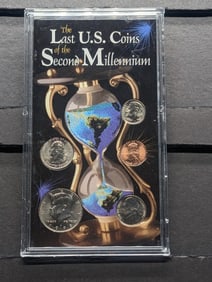 The
Last U.S. Coins
of the
Second Millennium